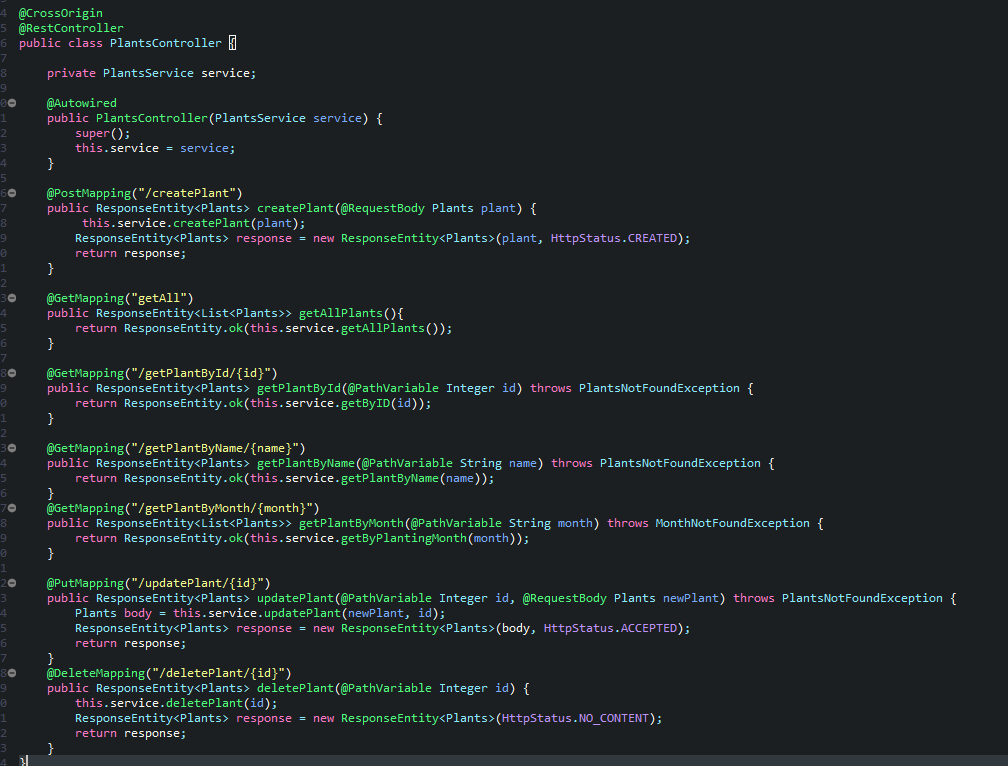 4 @CrossOrigin
5 @RestController
6 public class PlantsController {
7
8     private PlantsService service;
9
0     @Autowired
1     public PlantsController(PlantsService service) {
2         super();
3         this.service = service;
4     }
5
6     @PostMapping("/createPlant")
7     public ResponseEntity<Plants> createPlant(@RequestBody Plants plant) {
8          this.service.createPlant(plant);
9         ResponseEntity<Plants> response = new ResponseEntity<Plants>(plant, HttpStatus.CREATED);
0         return response;
1     }
2
3     @GetMapping("getAll")
4     public ResponseEntity<List<Plants>> getAllPlants(){
5         return ResponseEntity.ok(this.service.getAllPlants());
6     }
7
8     @GetMapping("/getPlantById/{id}")
9     public ResponseEntity<Plants> getPlantById(@PathVariable Integer id) throws PlantsNotFoundException {
0         return ResponseEntity.ok(this.service.getByID(id));
1     }
2
3     @GetMapping("/getPlantByName/{name}")
4     public ResponseEntity<Plants> getPlantByName(@PathVariable String name) throws PlantsNotFoundException {
5         return ResponseEntity.ok(this.service.getPlantByName(name));
6     }
7     @GetMapping("/getPlantByMonth/{month}")
8     public ResponseEntity<List<Plants>> getPlantByMonth(@PathVariable String month) throws MonthNotFoundException {
9         return ResponseEntity.ok(this.service.getByPlantingMonth(month));
0     }
1
2     @PutMapping("/updatePlant/{id}")
3     public ResponseEntity<Plants> updatePlant(@PathVariable Integer id, @RequestBody Plants newPlant) throws PlantsNotFoundException {
4         Plants body = this.service.updatePlant(newPlant, id);
5         ResponseEntity<Plants> response = new ResponseEntity<Plants>(body, HttpStatus.ACCEPTED);
6         return response;
7     }
8     @DeleteMapping("/deletePlant/{id}")
9     public ResponseEntity<Plants> deletePlant(@PathVariable Integer id) {
0         this.service.deletePlant(id);
1         ResponseEntity<Plants> response = new ResponseEntity<Plants>(HttpStatus.NO_CONTENT);
2         return response;
3     }
4 }